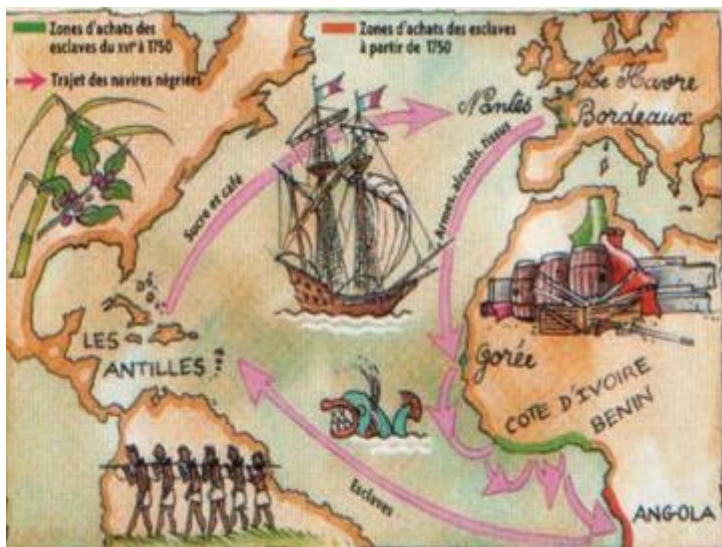 Zones d'achats des
esclaves du XVIe à 1750
Zones d'achats des esclaves
à partir de 1750
Trajet des navires négriers
Nantes
Le Havre
Bordeaux
Sucre et café
Armes, alcools, tissus
LES
ANTILLES
Gorée
COTE D'IVOIRE
BENIN
Esclaves
ANGOLA